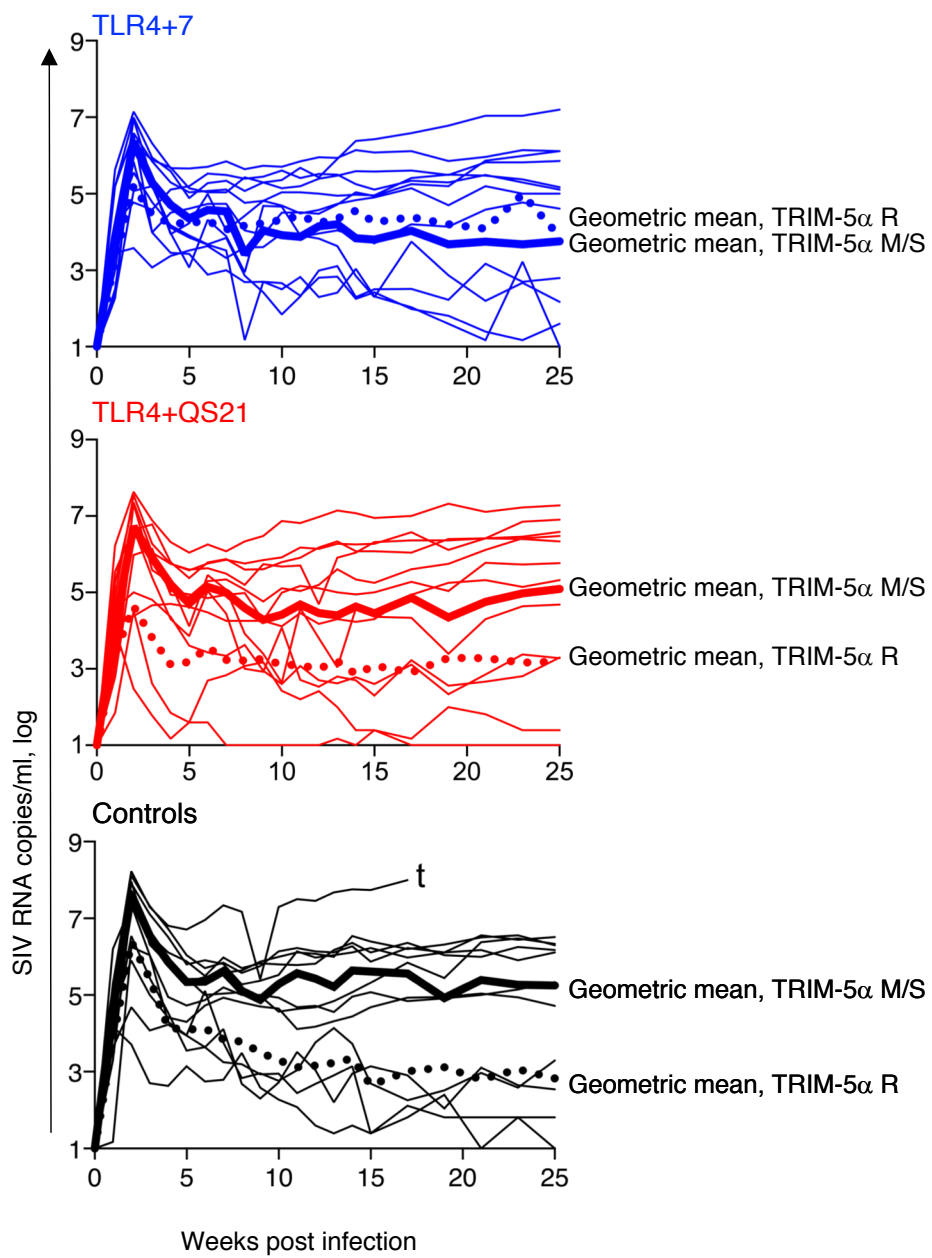 TLR4+7
9
7
5
3
1
0 5 10 15 20 25
Geometric mean, TRIM-5α R
Geometric mean, TRIM-5α M/S
TLR4+QS21
9
7
5
3
1
0 5 10 15 20 25
Geometric mean, TRIM-5α M/S
Geometric mean, TRIM-5α R
Controls
9
7
5
3
1
0 5 10 15 20 25
t
Geometric mean, TRIM-5α M/S
Geometric mean, TRIM-5α R
SIV RNA copies/ml, log
Weeks post infection